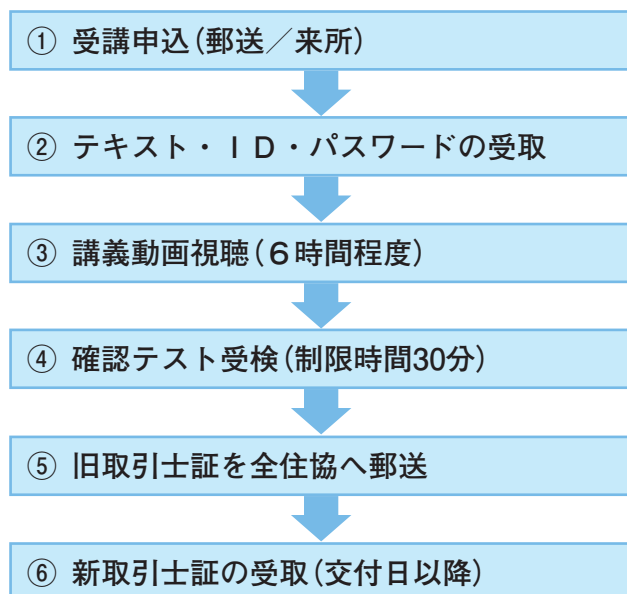 ① 受講申込(郵送／来所)
② テキスト・ＩＤ・パスワードの受取
③ 講義動画視聴(６時間程度)
④ 確認テスト受検(制限時間30分)
⑤ 旧取引士証を全住協へ郵送
⑥ 新取引士証の受取(交付日以降)